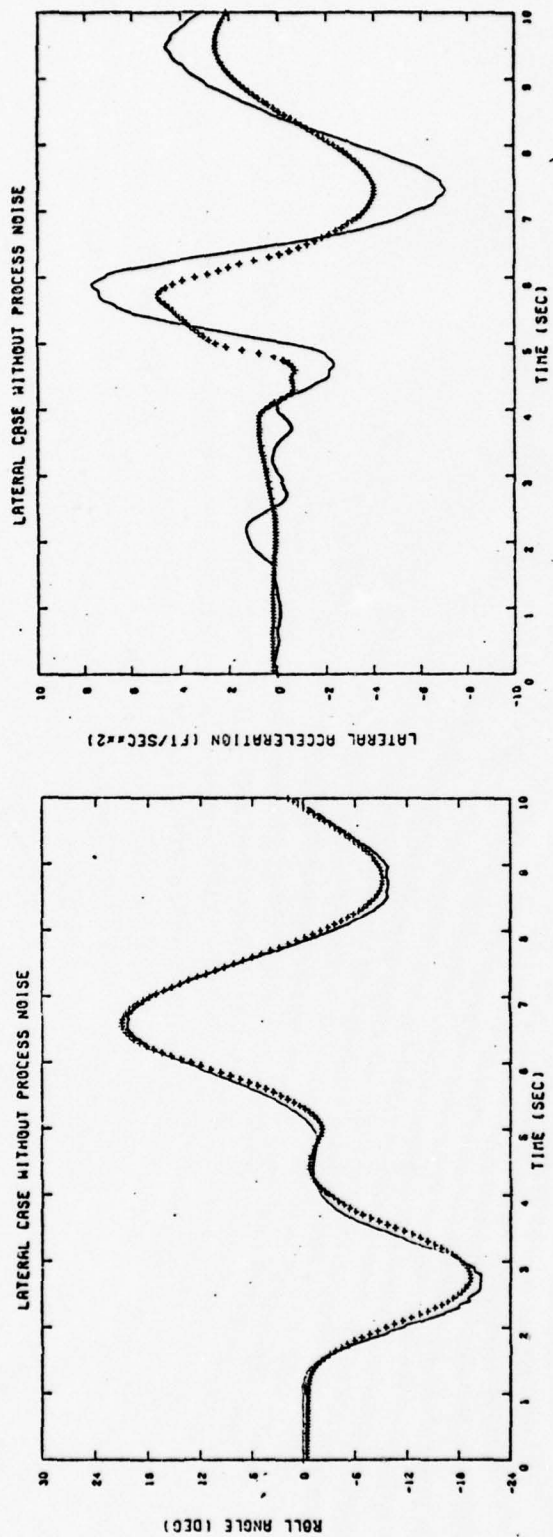 LATERAL CASE WITHOUT PROCESS NOISE
ROLL ANGLE (DEG)
30
24
18
12
6
0
-6
-12
-18
-24
0 1 2 3 4 5 6 7 8 9 10
TIME (SEC)
LATERAL CASE WITHOUT PROCESS NOISE
LATERAL ACCELERATION (FT/SEC**2)
10
8
6
4
2
0
-2
-4
-6
-8
-10
0 1 2 3 4 5 6 7 8 9 10
TIME (SEC)